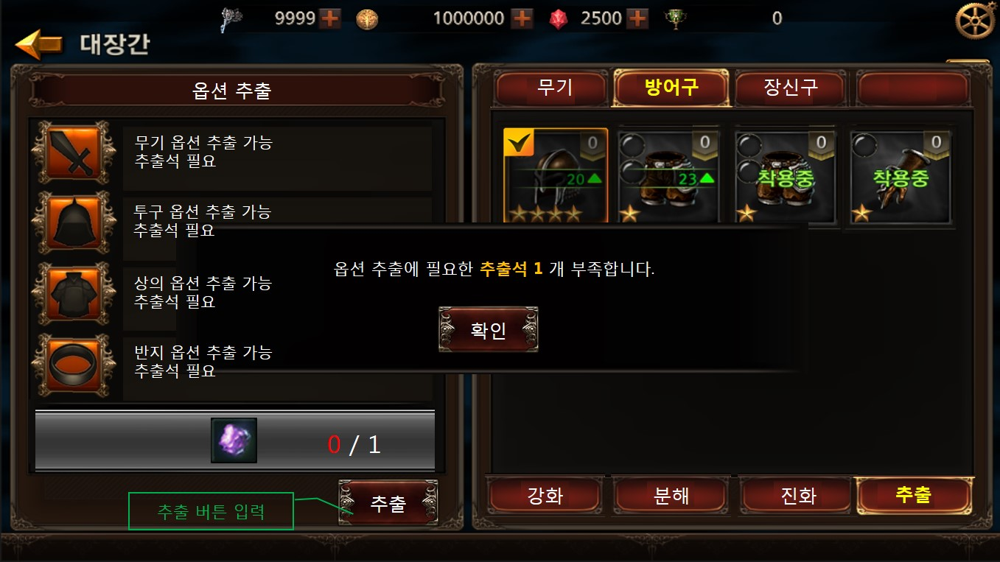 9999
1000000
2500
0
대장간
옵션 추출
무기 옵션 추출 가능
추출석 필요
투구 옵션 추출 가능
추출석 필요
상의 옵션 추출 가능
추출석 필요
반지 옵션 추출 가능
추출석 필요
0 / 1
추출 버튼 입력
추출
무기
방어구
장신구
0
20
0
23
0
착용중
0
착용중
옵션 추출에 필요한 추출석 1 개 부족합니다.
확인
강화
분해
진화
추출